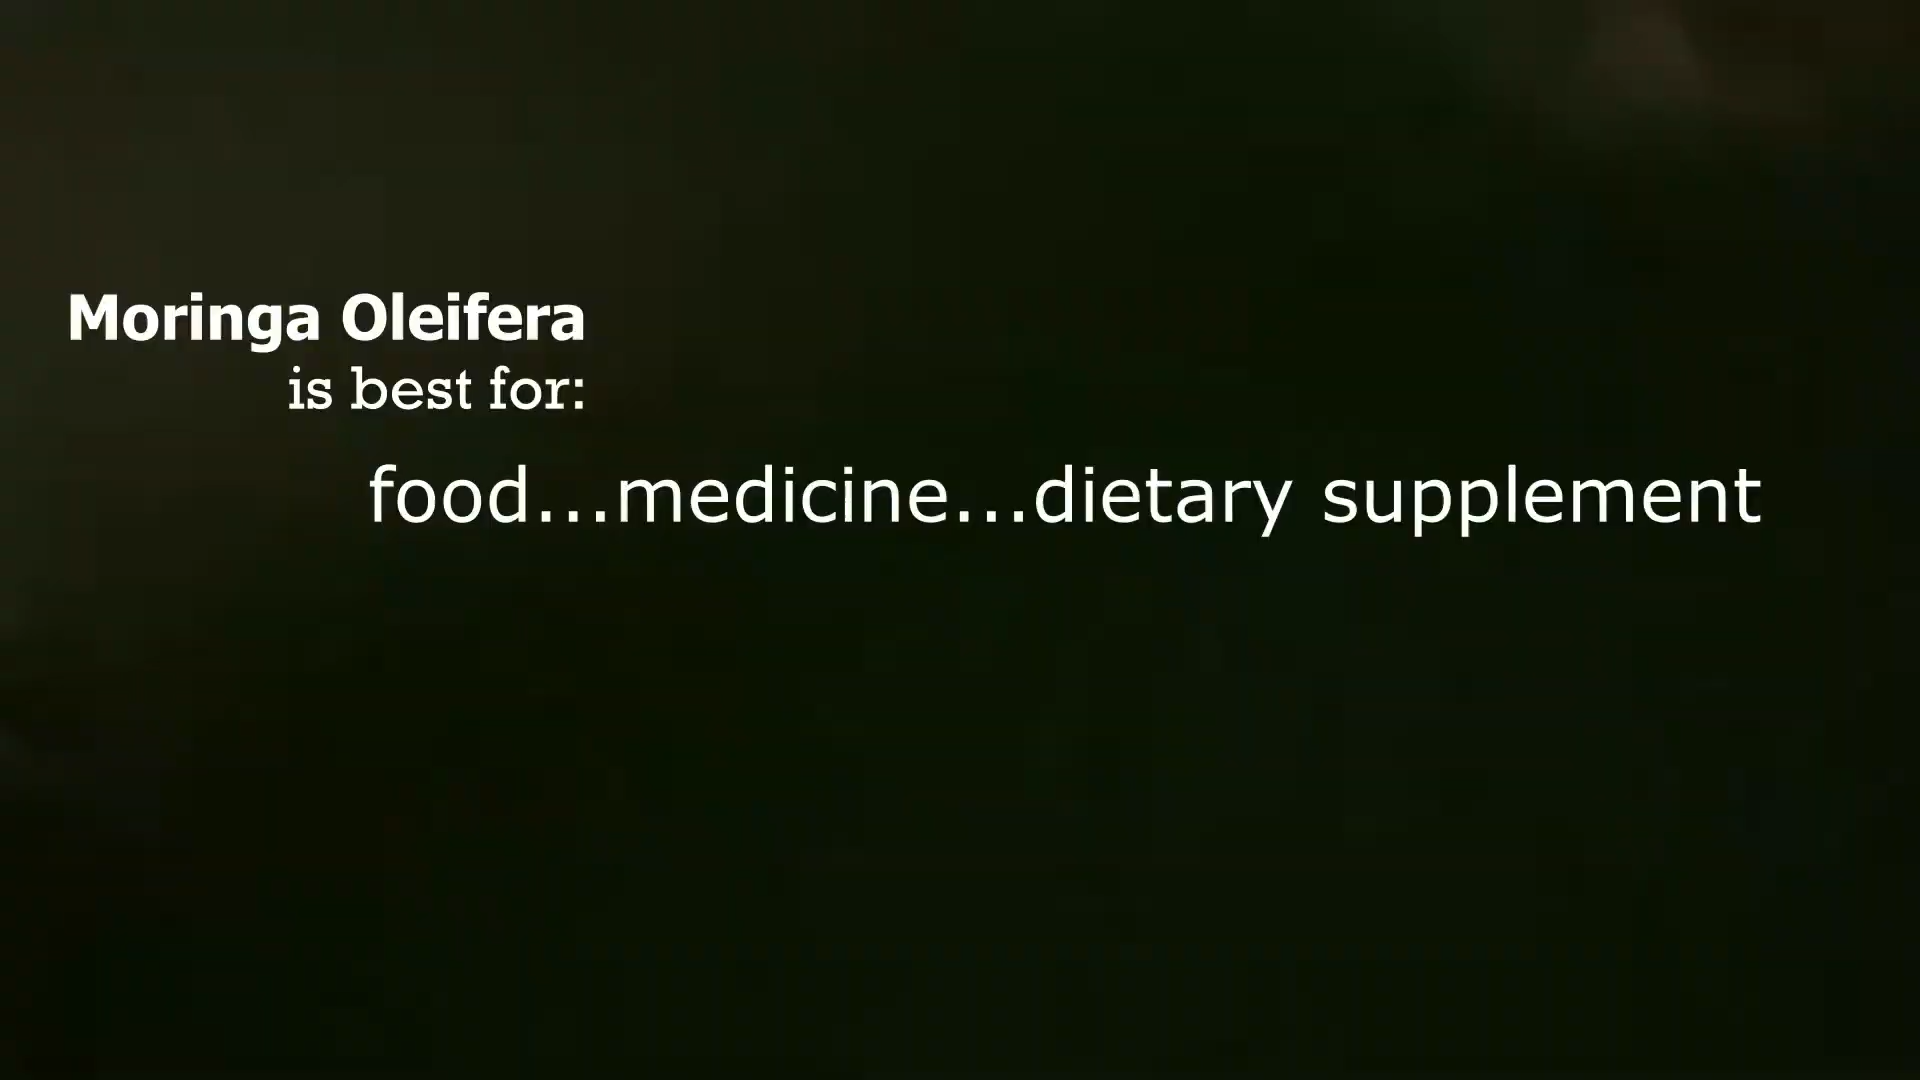 Moringa Oleifera
is best for:
food...medicine...dietary supplement